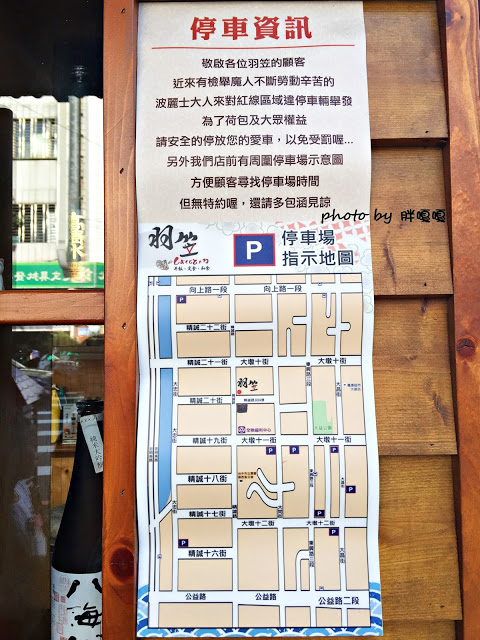 停車資訊
敬啟各位羽笠的顧客
近來有檢舉魔人不斷勞動辛苦的
波麗士大人來對紅線區域違停車輛舉發
為了荷包及大眾權益
請安全的停放您的愛車，以免受罰喔...
另外我們店前有周圍停車場示意圖
方便顧客尋找停車場時間
但無特約喔，還請多包涵見諒
photo by 胖嘎嘎
羽笠
P
停車場
指示地圖
向上路一段
向上路一段
P
精誠二十二街
精誠二十一街
大墩十街
羽笠
精誠二十街
大忠街
精誠十九街
大墩十一街
P
P
P
精誠十八街
P
精誠十七街
大墩十二街
P
P
精誠十六街
公益路
公益路
公益路二段
純米大吟釀
八海